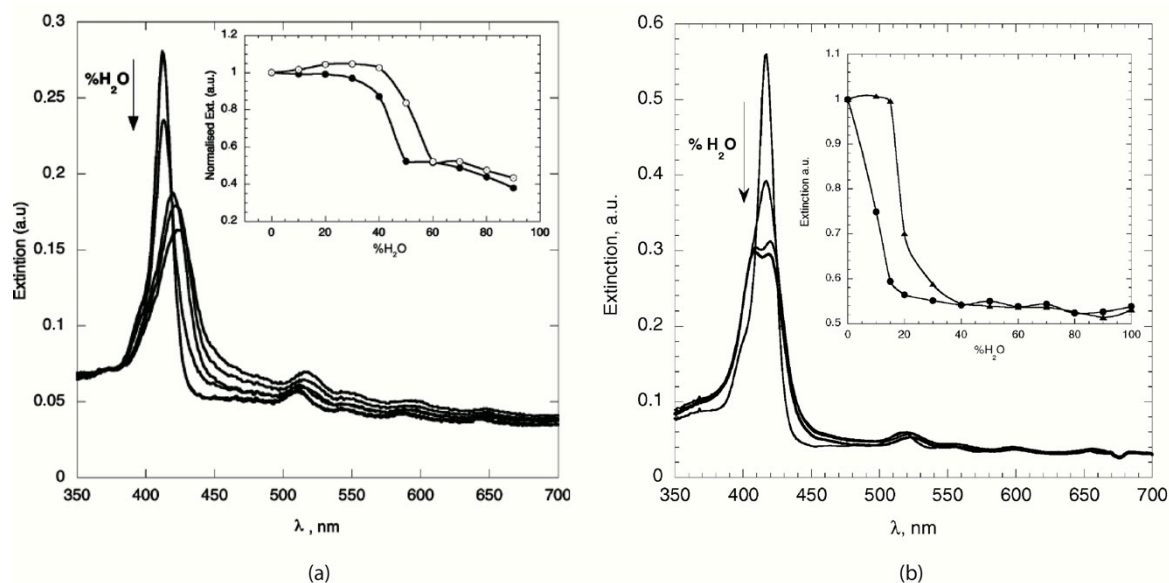 0.3
0.25
0.2
0.15
0.1
0.05
0
Extintion (a.u)
%H2O
1.2
1
0.8
0.6
0.4
0.2
Normalised Ext. (a.u.)
0 20 40 60 80 100
%H2O
350 400 450 500 550 600 650 700
λ , nm
(a)
0.6
0.5
0.4
0.3
0.2
0.1
0.0
Extinction, a.u.
% H2O
1.1
1
0.9
0.8
0.7
0.6
0.5
Extinction a.u.
0 20 40 60 80 100
%H2O
350 400 450 500 550 600 650 700
λ, nm
(b)